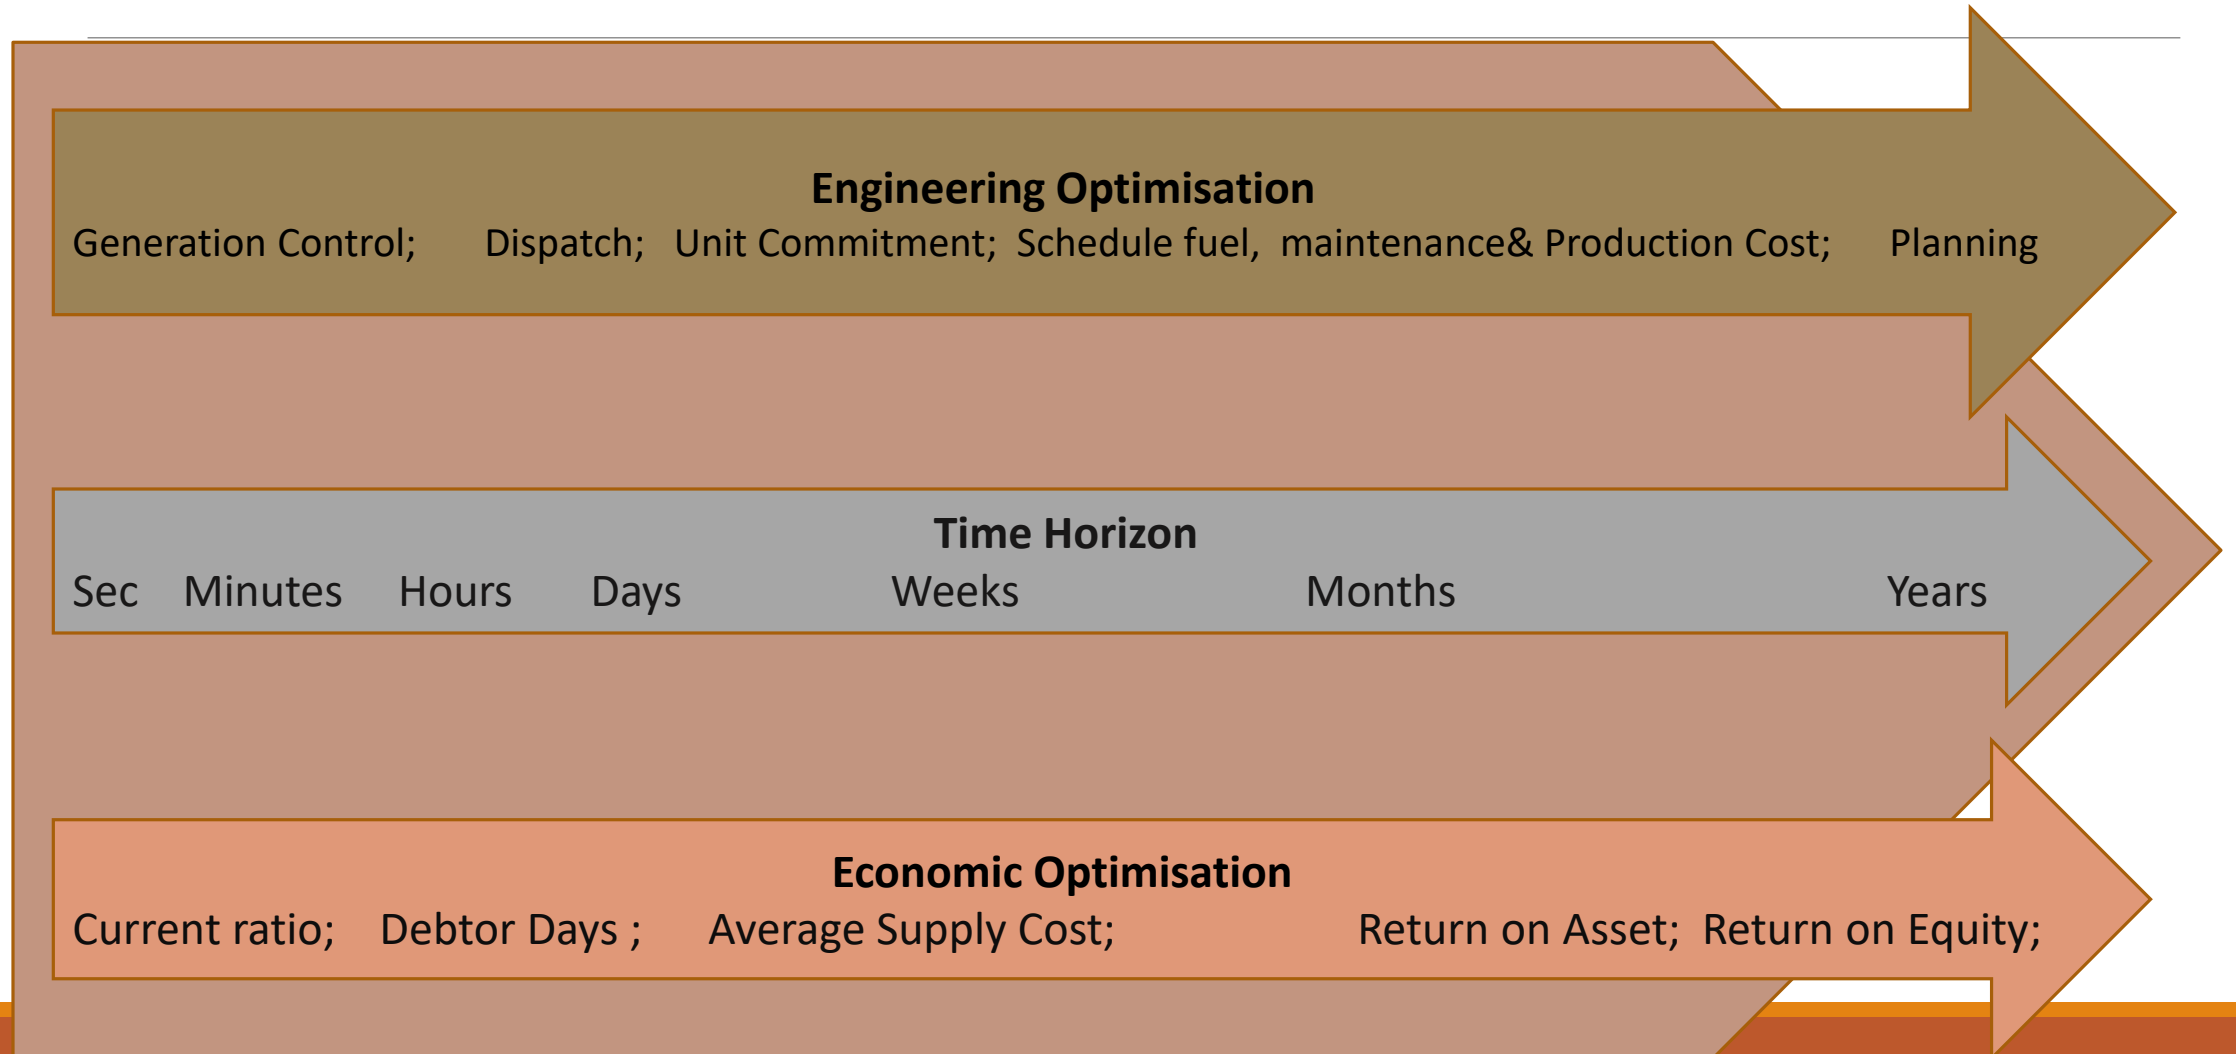 Engineering Optimisation
Generation Control; Dispatch; Unit Commitment; Schedule fuel, maintenance& Production Cost; Planning
Time Horizon
Sec Minutes Hours Days Weeks Months Years
Economic Optimisation
Current ratio; Debtor Days ; Average Supply Cost; Return on Asset; Return on Equity;